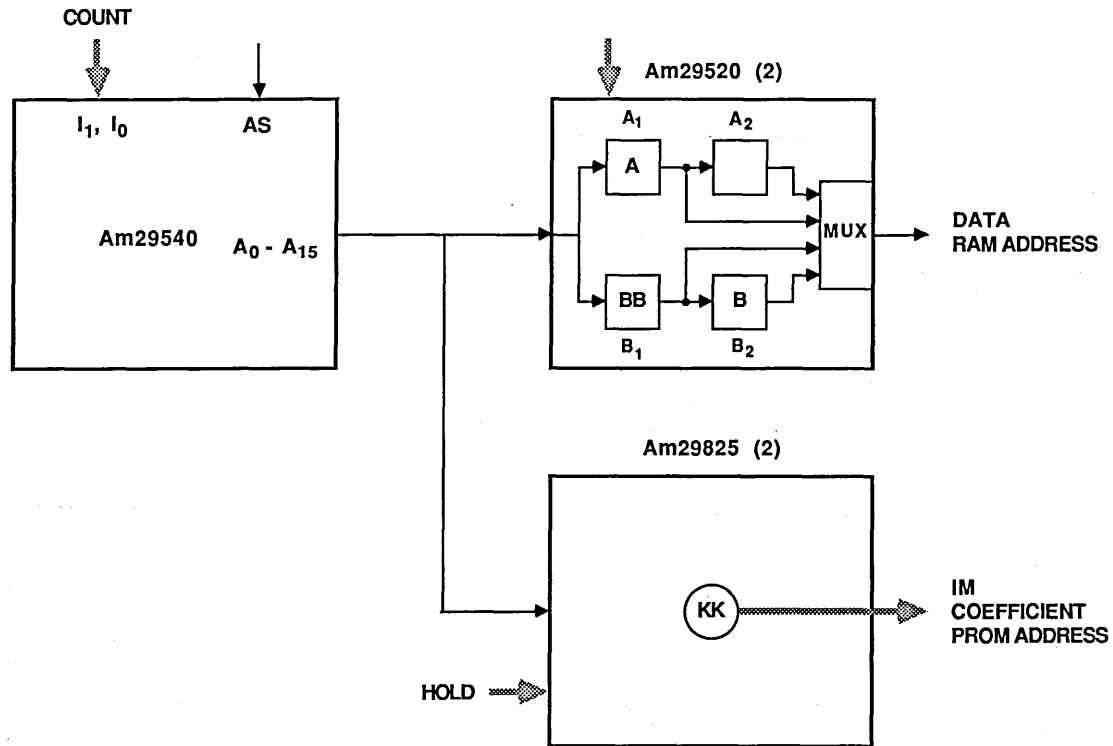 COUNT
Am29520 (2)
I1, I0
AS
A1
A2
A
Am29540
A0 - A15
MUX
DATA
RAM ADDRESS
BB
B
B1
B2
Am29825 (2)
KK
IM
COEFFICIENT
PROM ADDRESS
HOLD